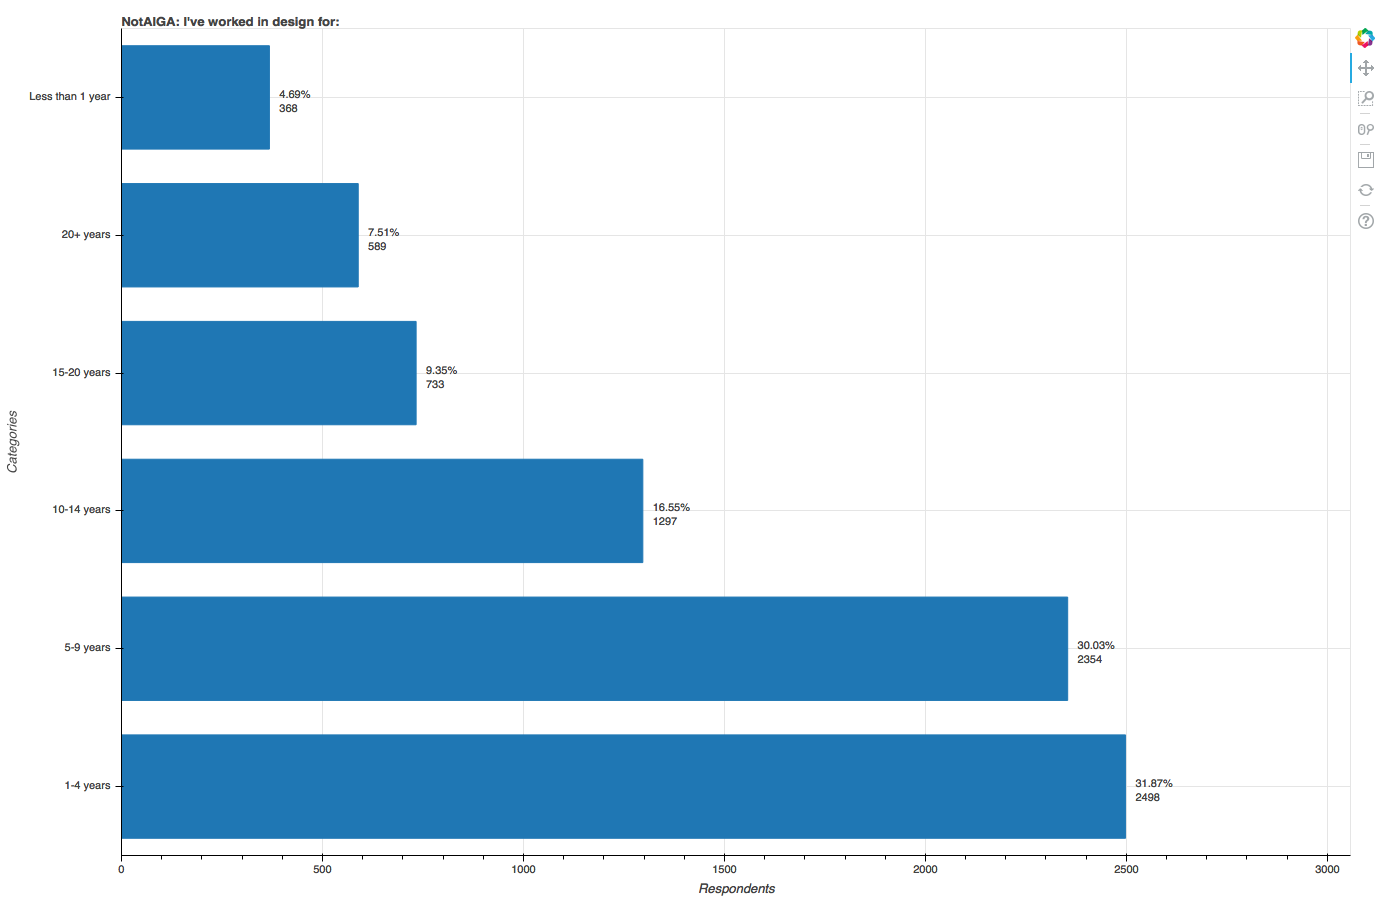 NotAIGA: I've worked in design for:
Less than 1 year
4.69%
368
20+ years
7.51%
589
15-20 years
9.35%
733
Categories
10-14 years
16.55%
1297
5-9 years
30.03%
2354
1-4 years
31.87%
2498
0 500 1000 1500 2000 2500 3000
Respondents